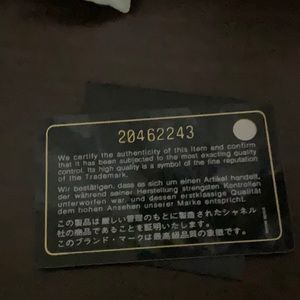 20462243
We certify the authenticity of this item and confirm
that it has been subjected to the most exacting quality
control. Its high quality is a symbol of the fine reputation
of the Trademark.
Wir bestätigen, dass es sich um einen Artikel handelt,
der während seiner Herstellung strengsten Kontrollen
unterworfen war und dessen erstklassige Qualität
dem hohen Ansehen unserer Marke entspricht.
この製品は厳しい管理のもとに製造されたシャネル
社の商品であることを証明いたします。
このブランド・マークは最高級品質の象徴です。